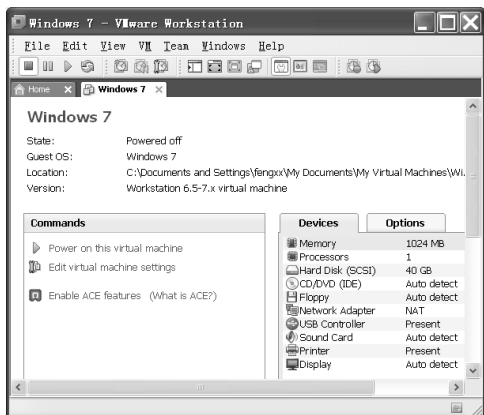 Windows 7 - VMware Workstation
File Edit View VM Team Windows Help
Home Windows 7
Windows 7
State: Powered off
Guest OS: Windows 7
Location: C:\Documents and Settings\fengxx\My Documents\My Virtual Machines\Wi.
Version: Workstation 6.5-7.x virtual machine
Commands
Power on this virtual machine
Edit virtual machine settings
Enable ACE features (What is ACE?)
Devices Options
Memory 1024 MB
Processors 1
Hard Disk (SCSI) 40 GB
CD/DVD (IDE) Auto detect
Floppy Auto detect
Network Adapter NAT
USB Controller Present
Sound Card Auto detect
Printer Present
Display Auto detect